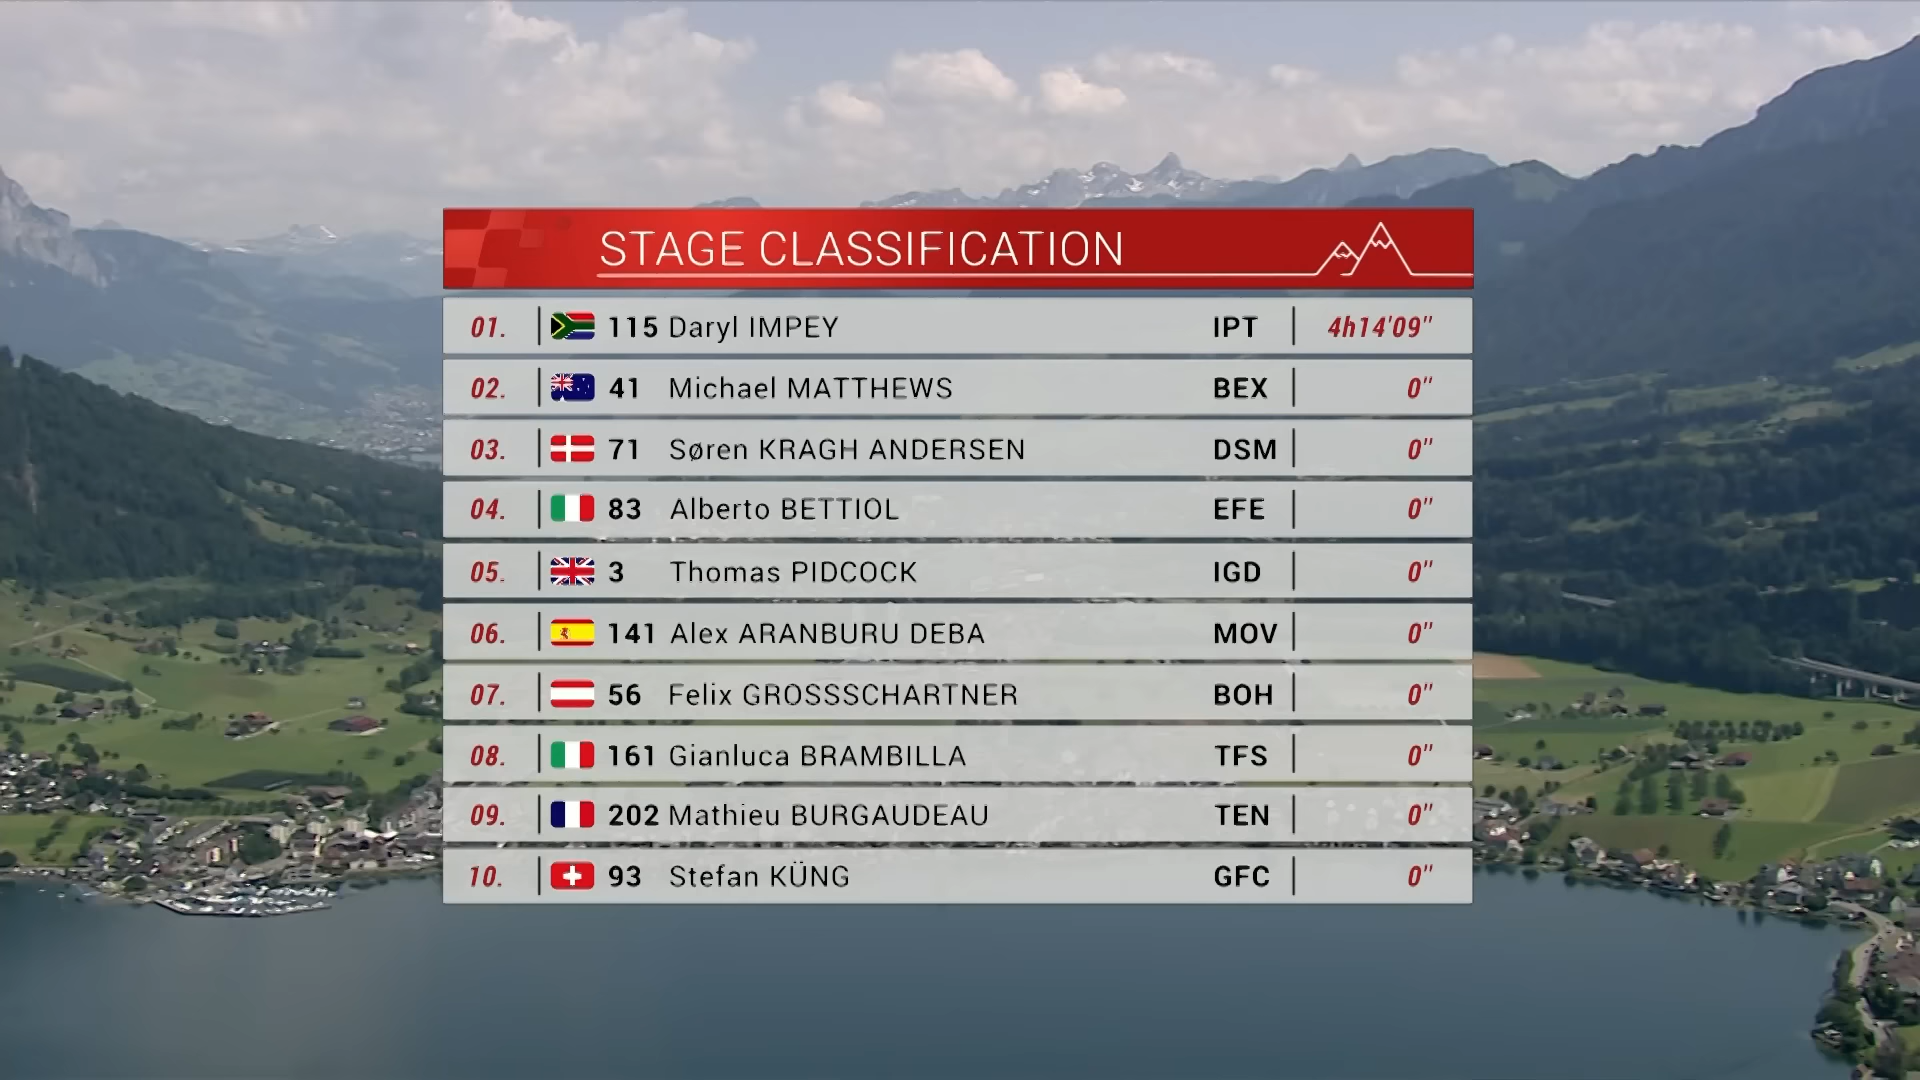 STAGE CLASSIFICATION
01. 115 Daryl IMPEY IPT 4h14'09"
02. 41 Michael MATTHEWS BEX 0"
03. 71 Søren KRAGH ANDERSEN DSM 0"
04. 83 Alberto BETTIOL EFE 0"
05. 3 Thomas PIDCOCK IGD 0"
06. 141 Alex ARANBURU DEBA MOV 0"
07. 56 Felix GROSSSCHARTNER BOH 0"
08. 161 Gianluca BRAMBILLA TFS 0"
09. 202 Mathieu BURGAUDEAU TEN 0"
10. 93 Stefan KÜNG GFC 0"